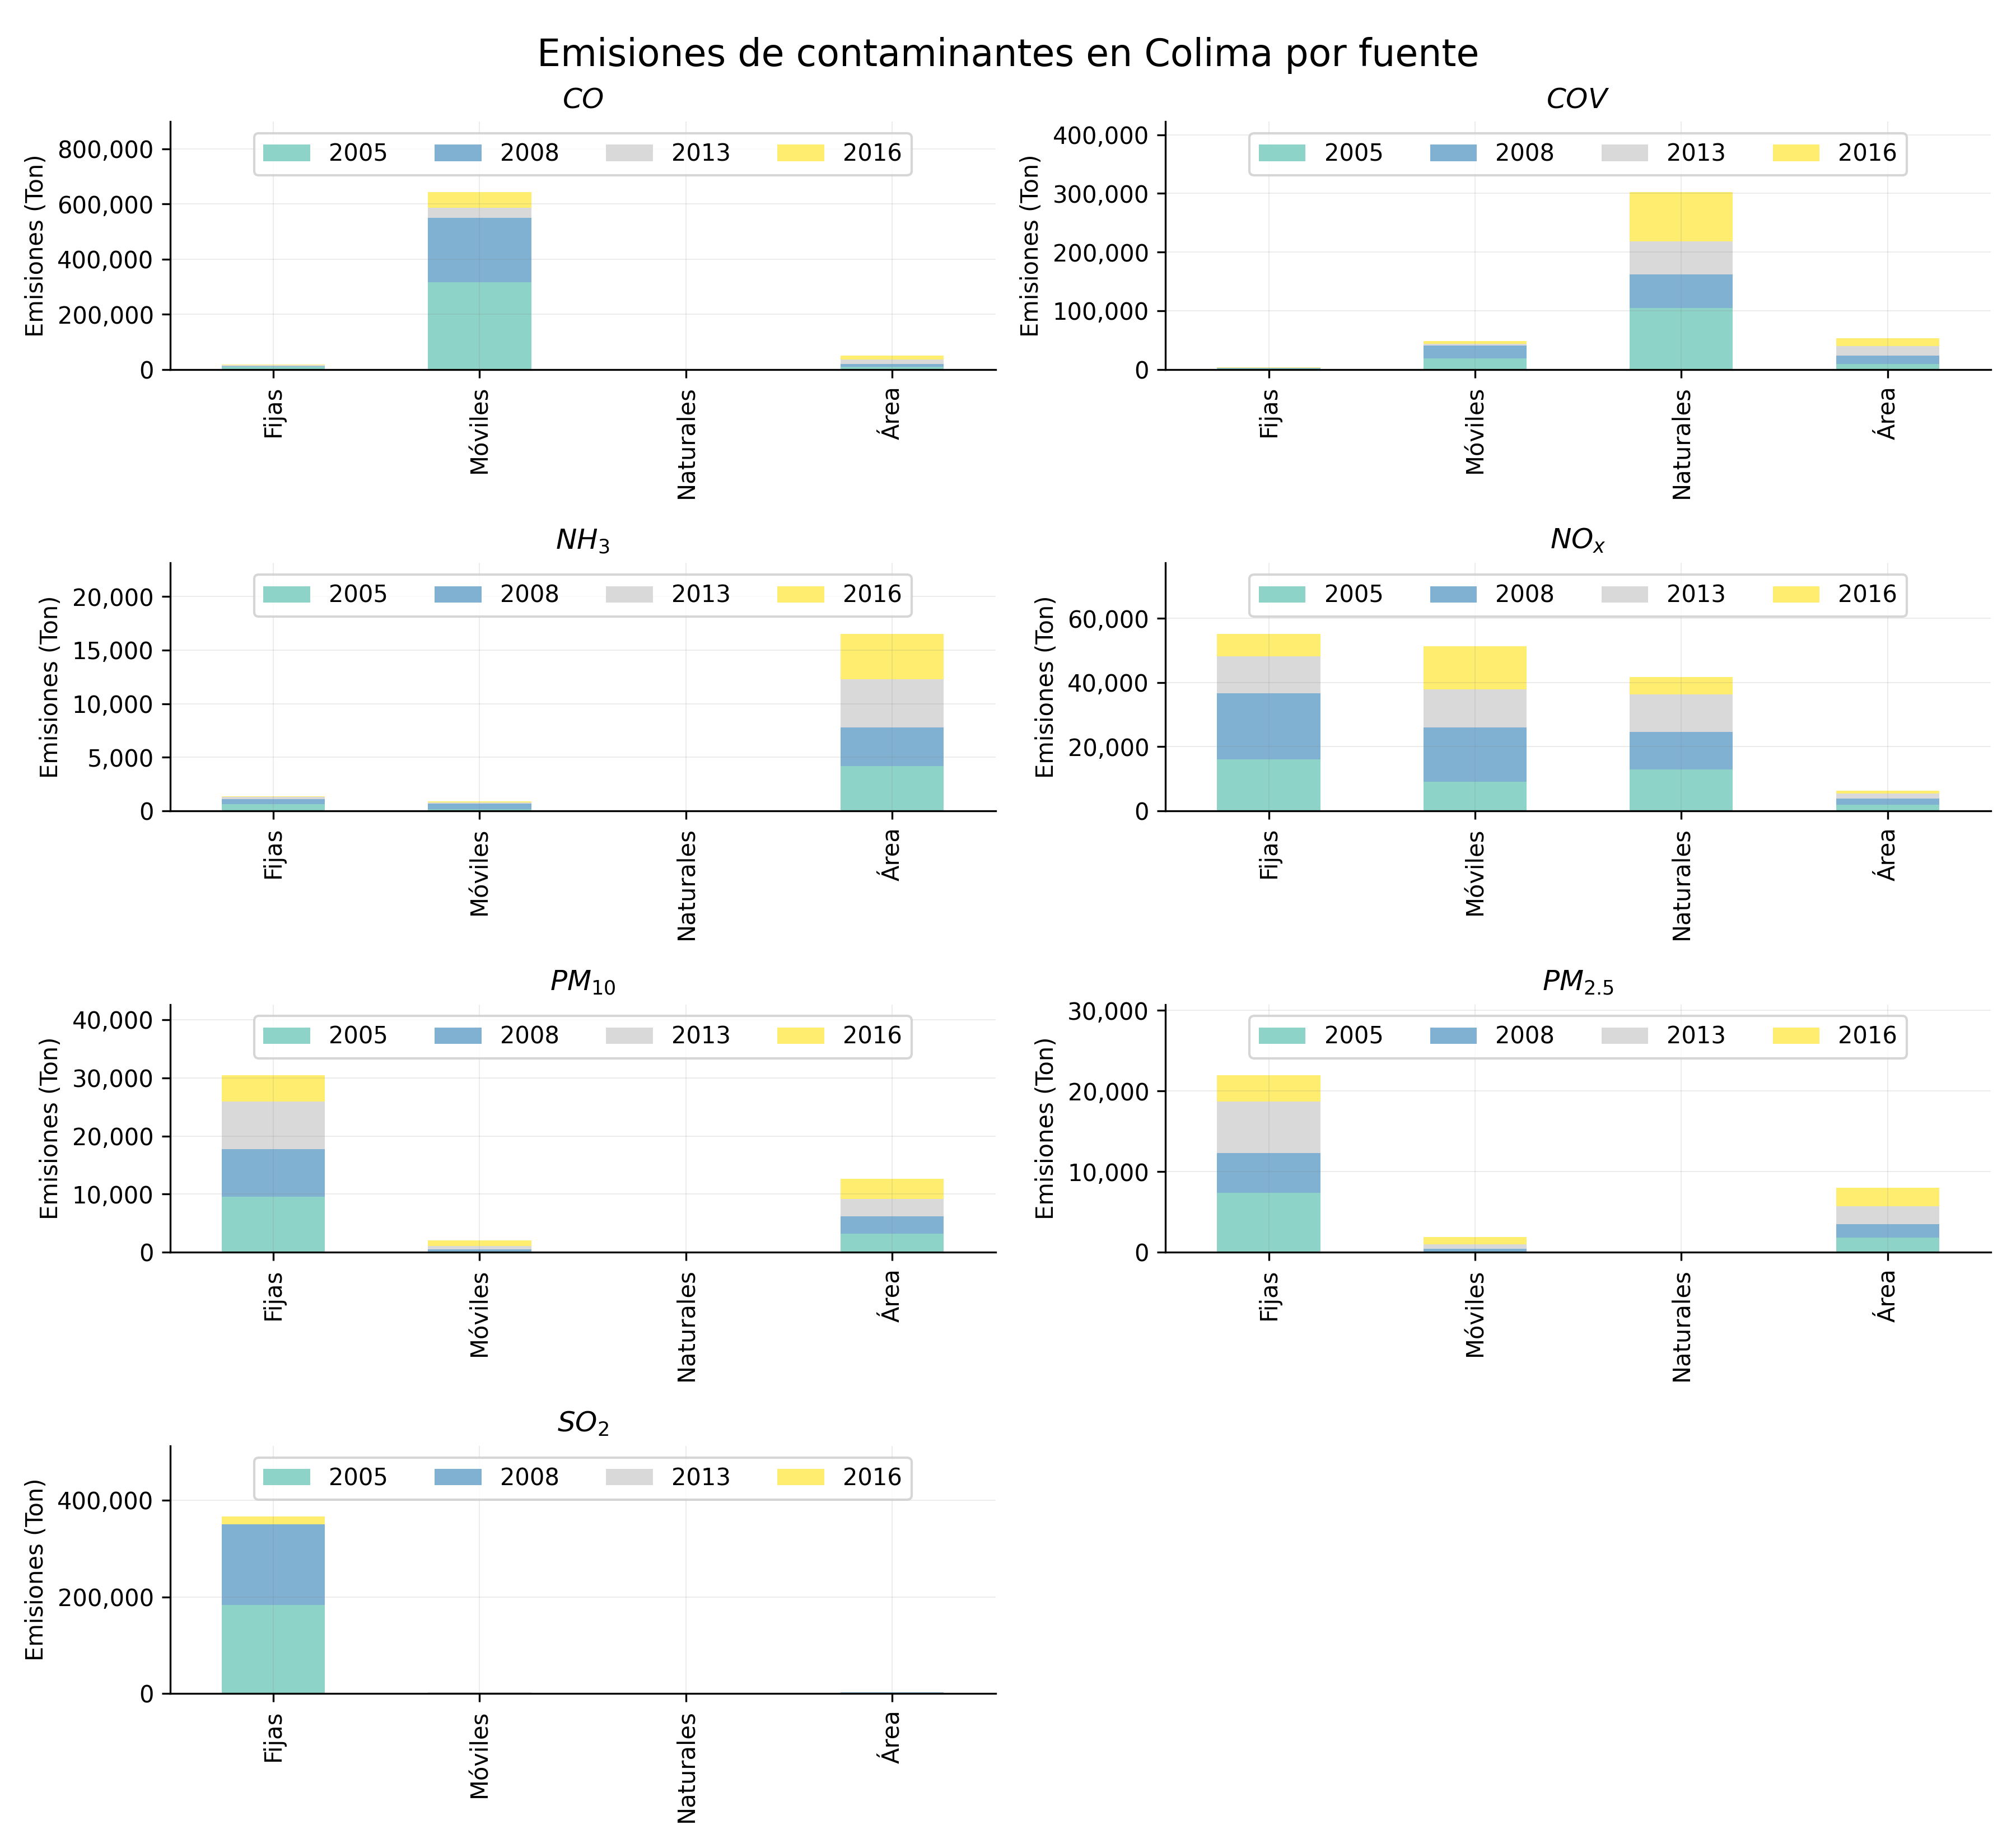 Emisiones de contaminantes en Colima por fuente
CO
2005 2008 2013 2016
Emisiones (Ton)
800,000
600,000
400,000
200,000
0
Fijas
Móviles
Naturales
Área
COV
2005 2008 2013 2016
Emisiones (Ton)
400,000
300,000
200,000
100,000
0
Fijas
Móviles
Naturales
Área
NH3
2005 2008 2013 2016
Emisiones (Ton)
20,000
15,000
10,000
5,000
0
Fijas
Móviles
Naturales
Área
NOx
2005 2008 2013 2016
Emisiones (Ton)
60,000
40,000
20,000
0
Fijas
Móviles
Naturales
Área
PM10
2005 2008 2013 2016
Emisiones (Ton)
40,000
30,000
20,000
10,000
0
Fijas
Móviles
Naturales
Área
PM2.5
2005 2008 2013 2016
Emisiones (Ton)
30,000
20,000
10,000
0
Fijas
Móviles
Naturales
Área
SO2
2005 2008 2013 2016
Emisiones (Ton)
400,000
200,000
0
Fijas
Móviles
Naturales
Área